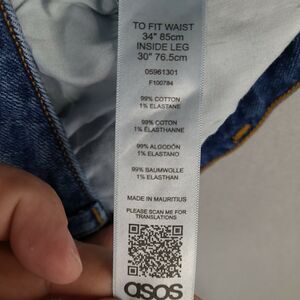 TO FIT WAIST
34" 85cm
INSIDE LEG
30" 76.5cm
05961301
F100784
99% COTTON
1% ELASTANE
99% COTON
1% ELASTHANNE
99% ALGODÓN
1% ELASTANO
99% BAUMWOLLE
1% ELASTHAN
MADE IN MAURITIUS
PLEASE SCAN ME FOR
TRANSLATIONS
asos